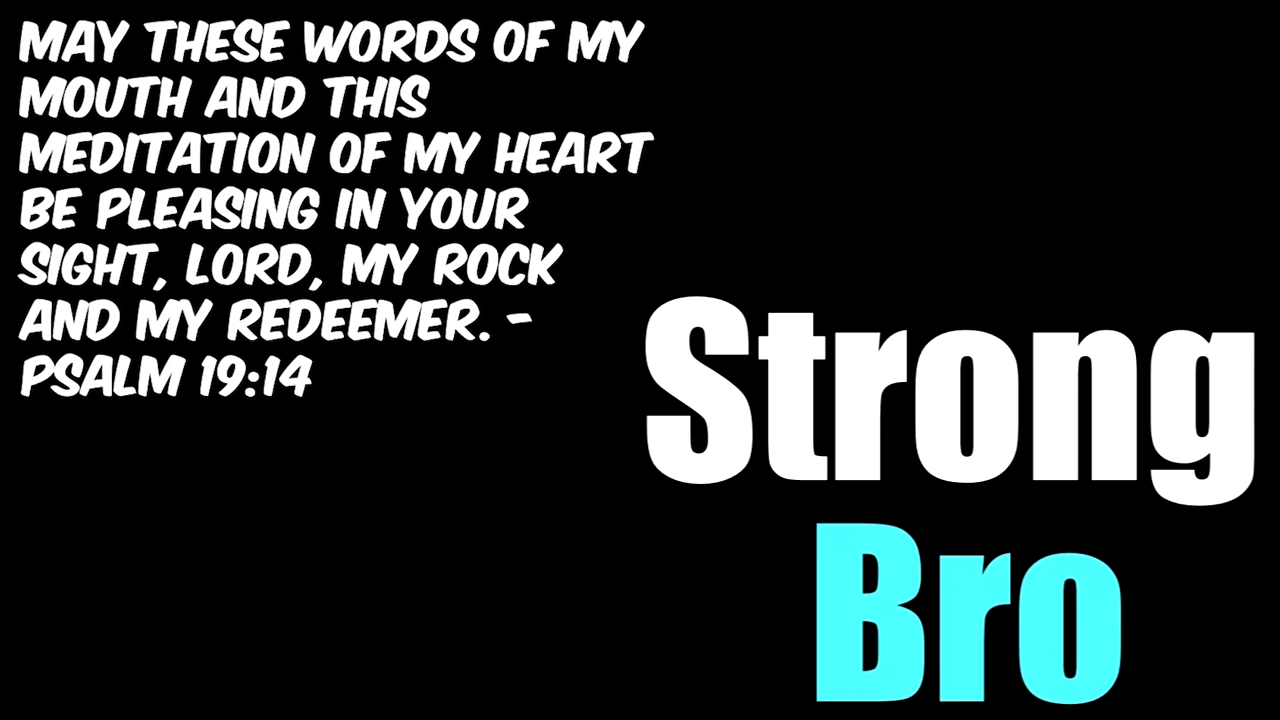 MAY THESE WORDS OF MY
MOUTH AND THIS
MEDITATION OF MY HEART
BE PLEASING IN YOUR
SIGHT, LORD, MY ROCK
AND MY REDEEMER. -
PSALM 19:14
Strong
Bro